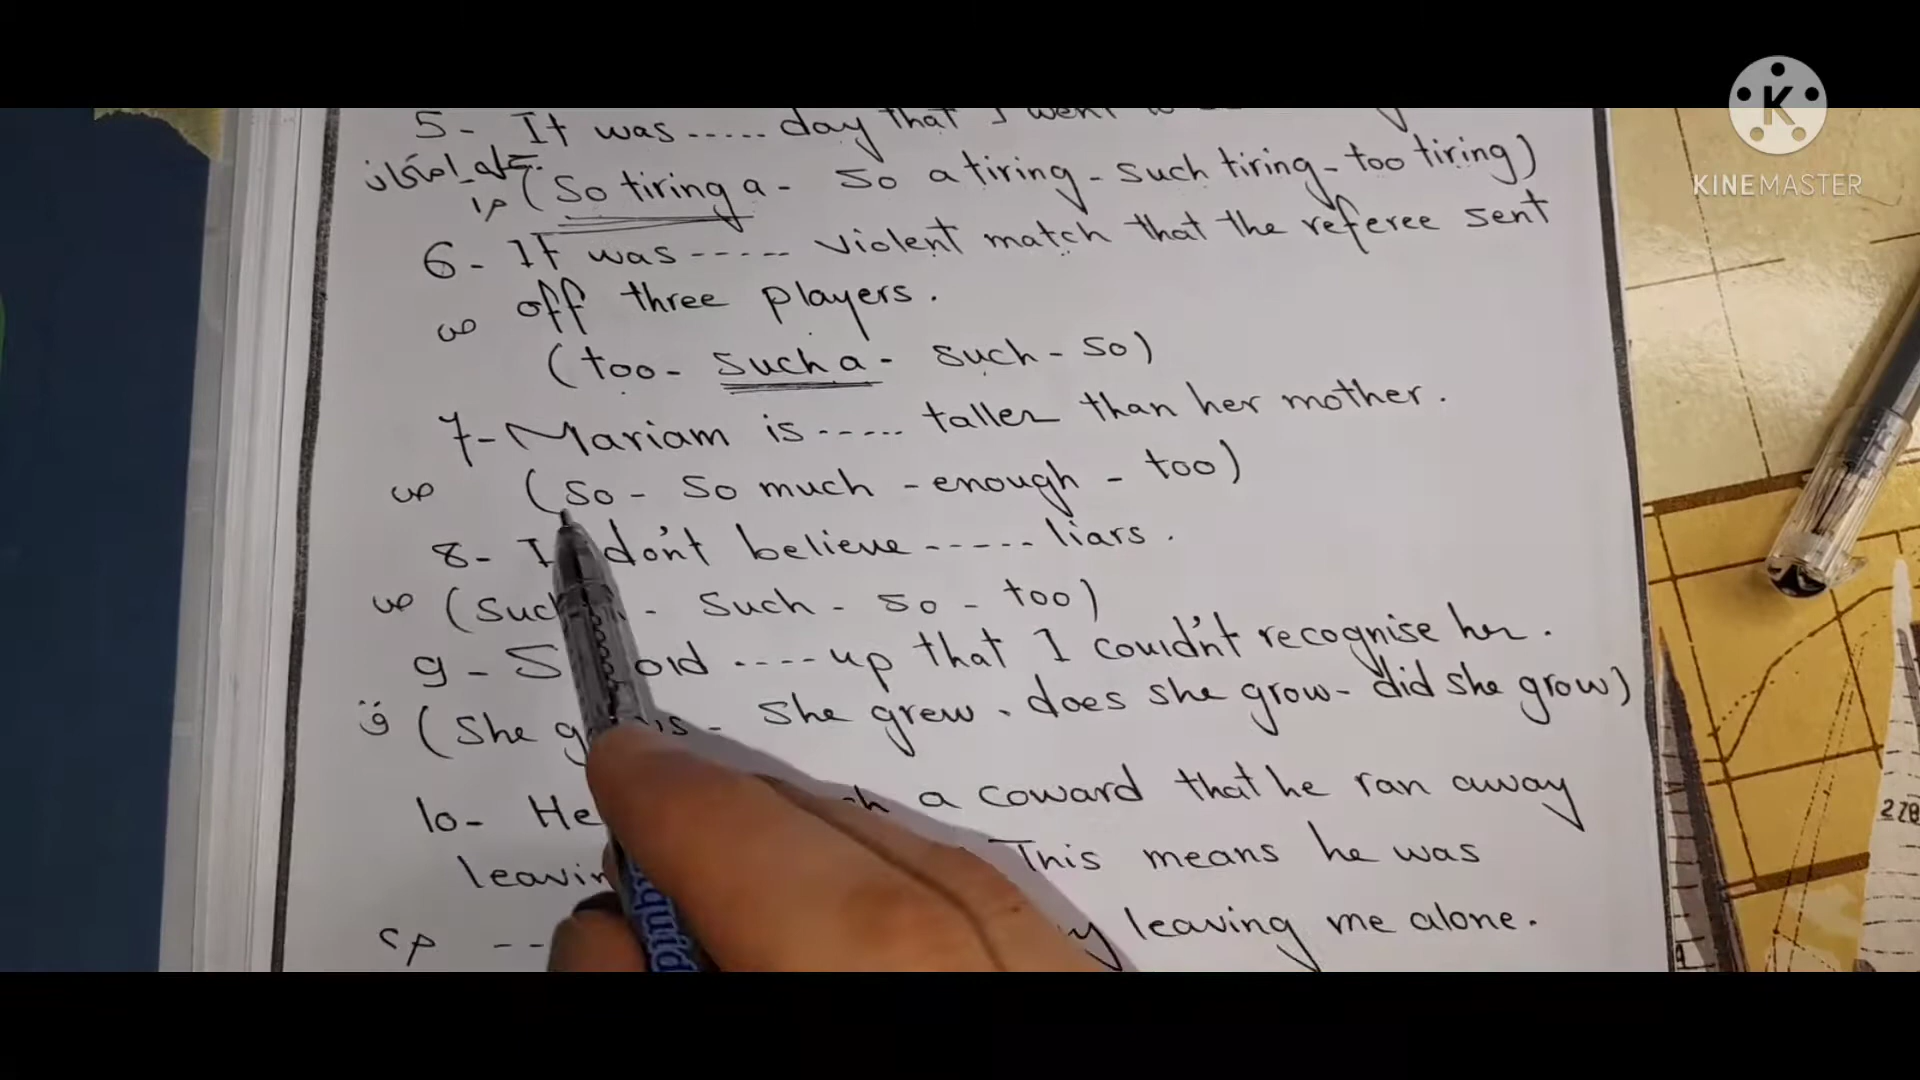 5- It was ..... day that I went
(So tiring a - So a tiring - such tiring - too tiring)
6- It was ----- violent match that the referee sent
off three players.
(too - such a - such - so)
7- Mariam is ----- taller than her mother.
(so - so much - enough - too)
8- I don't believe ----- liars.
(such - such - so - too)
9- ---- up that I couldn't recognise her.
(She - she grew - does she grow - did she grow)
10- He a coward that he ran away
This means he was
leaving me alone.
KINEMASTER
K
quid